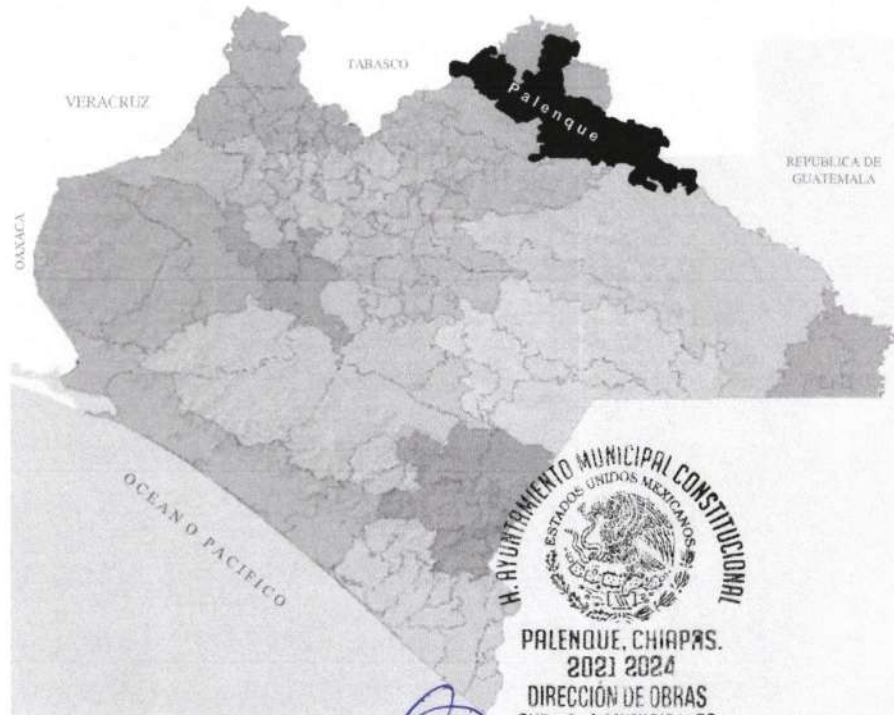 TABASCO
VERACRUZ
Palenque
REPUBLICA DE
GUATEMALA
OAXACA
OCEANO PACIFICO
H. AYUNTAMIENTO MUNICIPAL CONSTITUCIONAL
ESTADOS UNIDOS MEXICANOS
PALENQUE, CHIAPAS.
2021 2024
DIRECCIÓN DE OBRAS